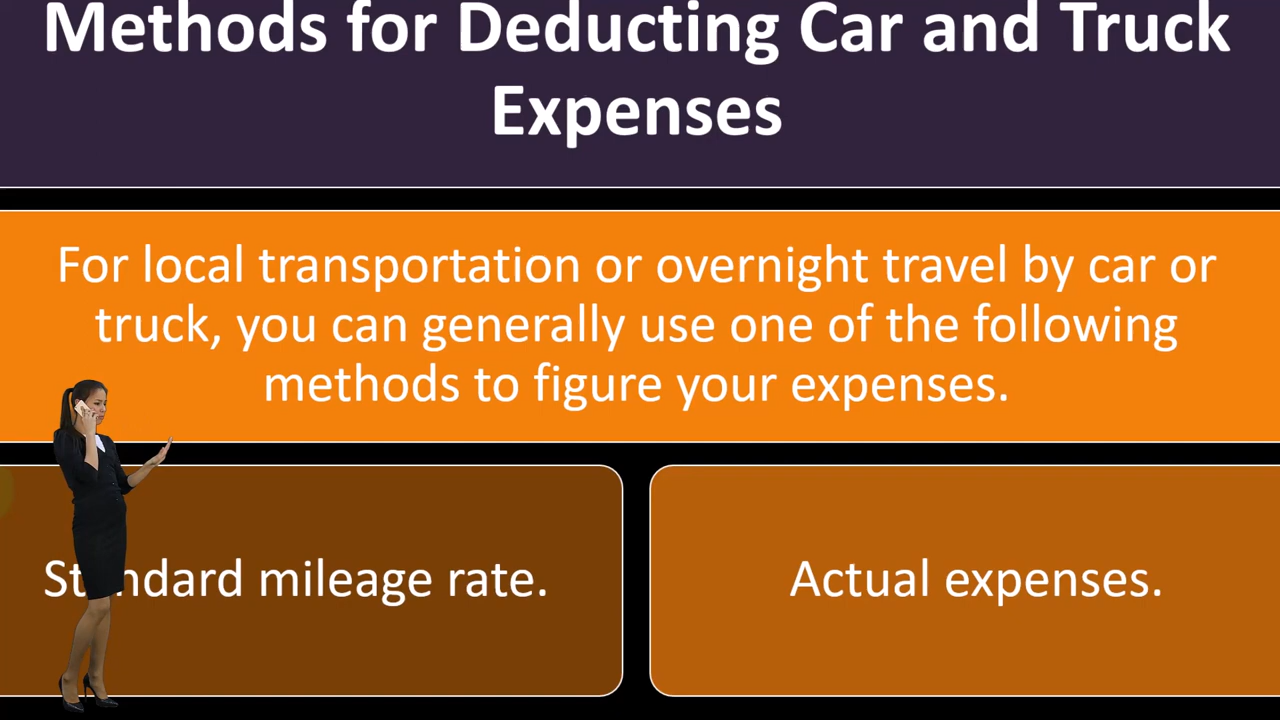 Methods for Deducting Car and Truck
Expenses
For local transportation or overnight travel by car or
truck, you can generally use one of the following
methods to figure your expenses.
Standard mileage rate.
Actual expenses.